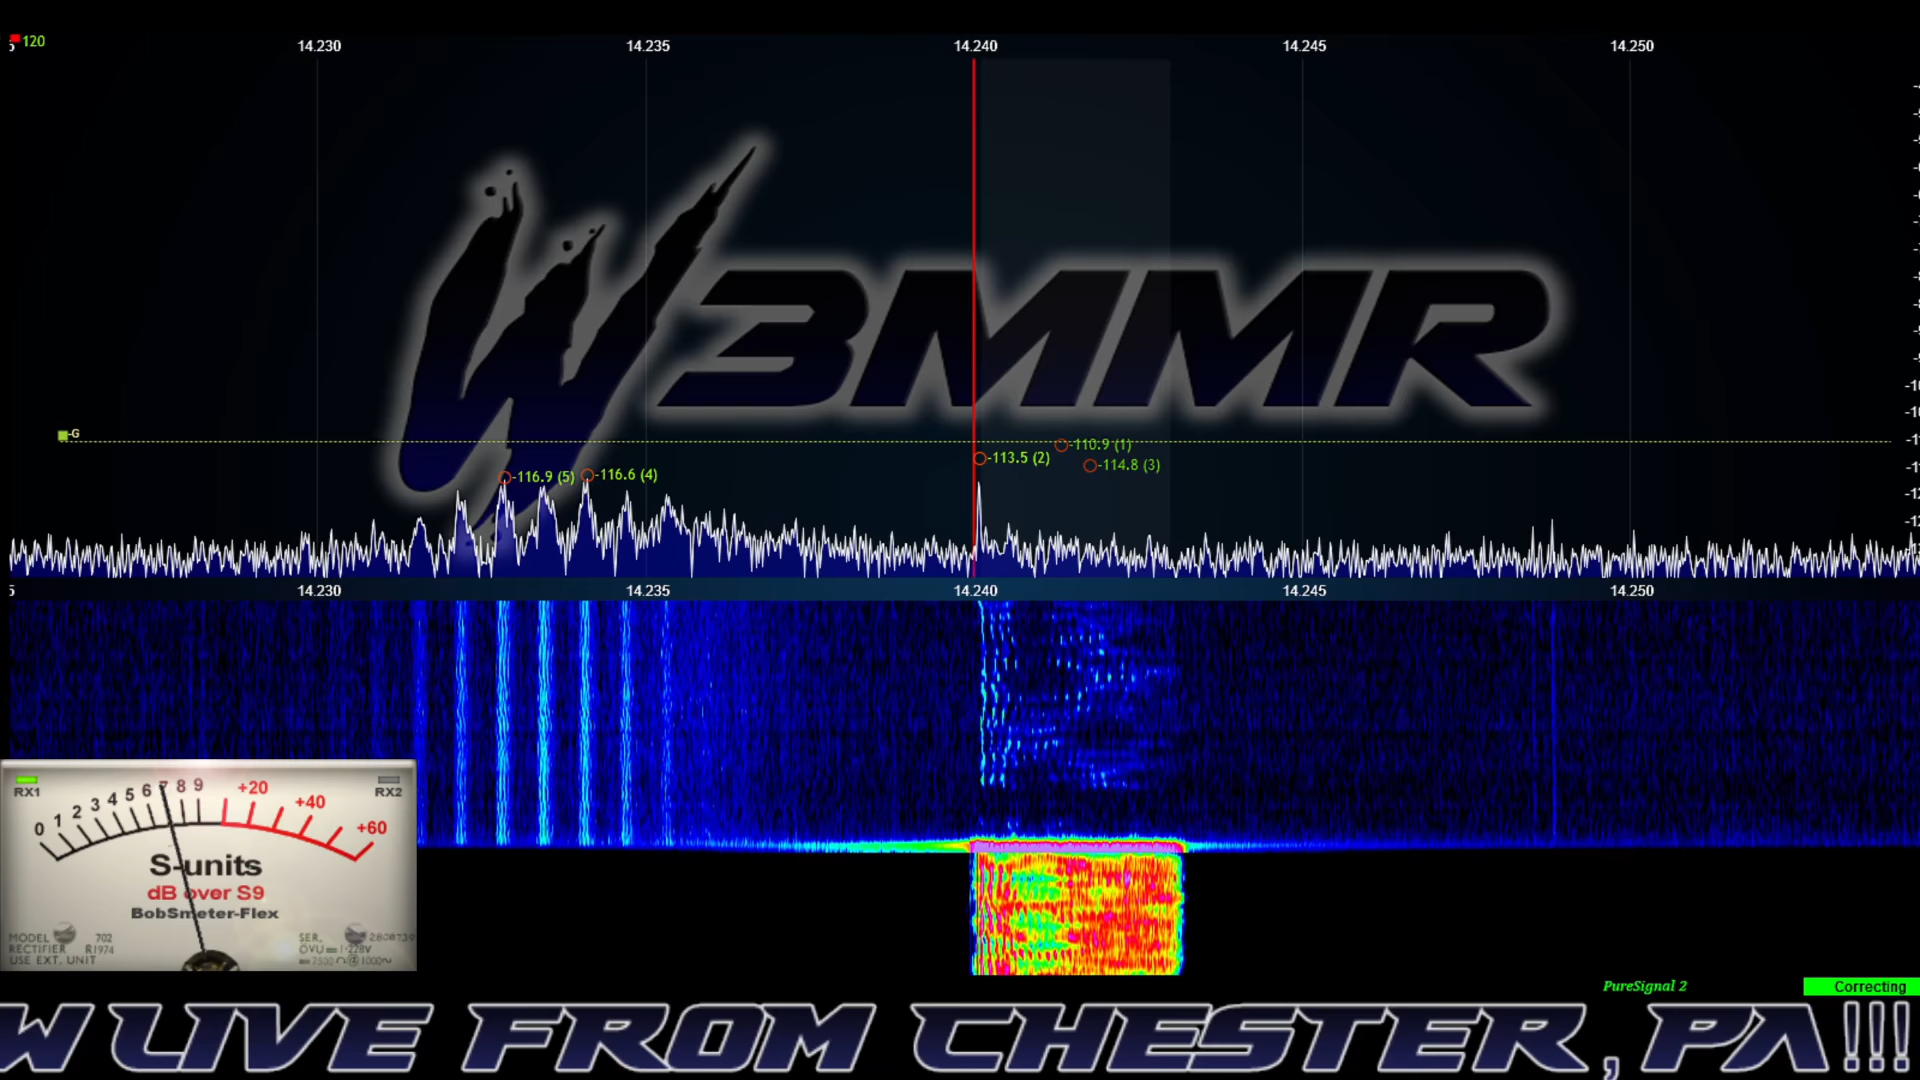 120
14.230 14.235 14.240 14.245 14.250
W3MMR
-G
-110.9 (1)
-113.5 (2)
-114.8 (3)
-116.9 (5) -116.6 (4)
14.230 14.235 14.240 14.245 14.250
RX1 RX2
0 1 2 3 4 5 6 7 8 9 +20 +40 +60
S-units
dB over S9
BobSmeter-Flex
MODEL 702
RECTIFIER R1974
USE EXT. UNIT
SER.
PureSignal 2 Correcting
W LIVE FROM CHESTER, PA!!!